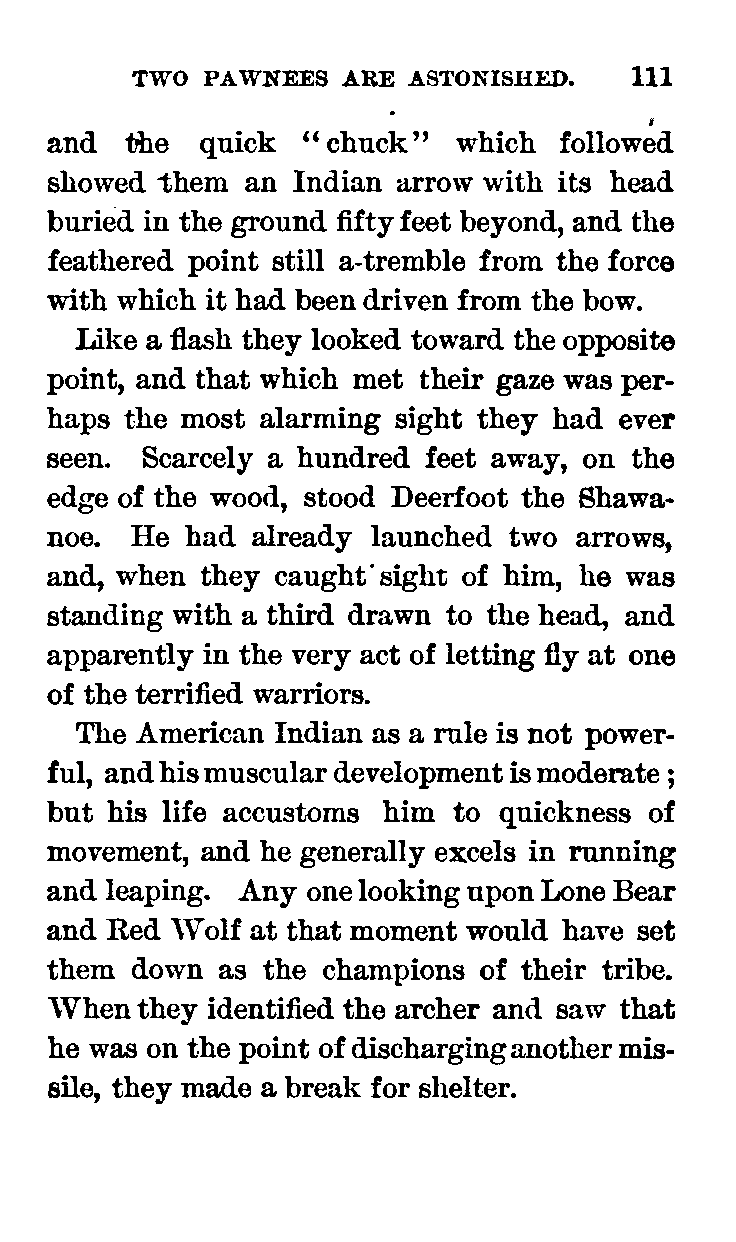 TWO PAWNEES ARE ASTONISHED. 111
and the quick “chuck” which followed
showed them an Indian arrow with its head
buried in the ground fifty feet beyond, and the
feathered point still a-tremble from the force
with which it had been driven from the bow.
Like a flash they looked toward the opposite
point, and that which met their gaze was per-
haps the most alarming sight they had ever
seen. Scarcely a hundred feet away, on the
edge of the wood, stood Deerfoot the Shawa-
noe. He had already launched two arrows,
and, when they caught sight of him, he was
standing with a third drawn to the head, and
apparently in the very act of letting fly at one
of the terrified warriors.
The American Indian as a rule is not power-
ful, and his muscular development is moderate ;
but his life accustoms him to quickness of
movement, and he generally excels in running
and leaping. Any one looking upon Lone Bear
and Red Wolf at that moment would have set
them down as the champions of their tribe.
When they identified the archer and saw that
he was on the point of discharging another mis-
sile, they made a break for shelter.